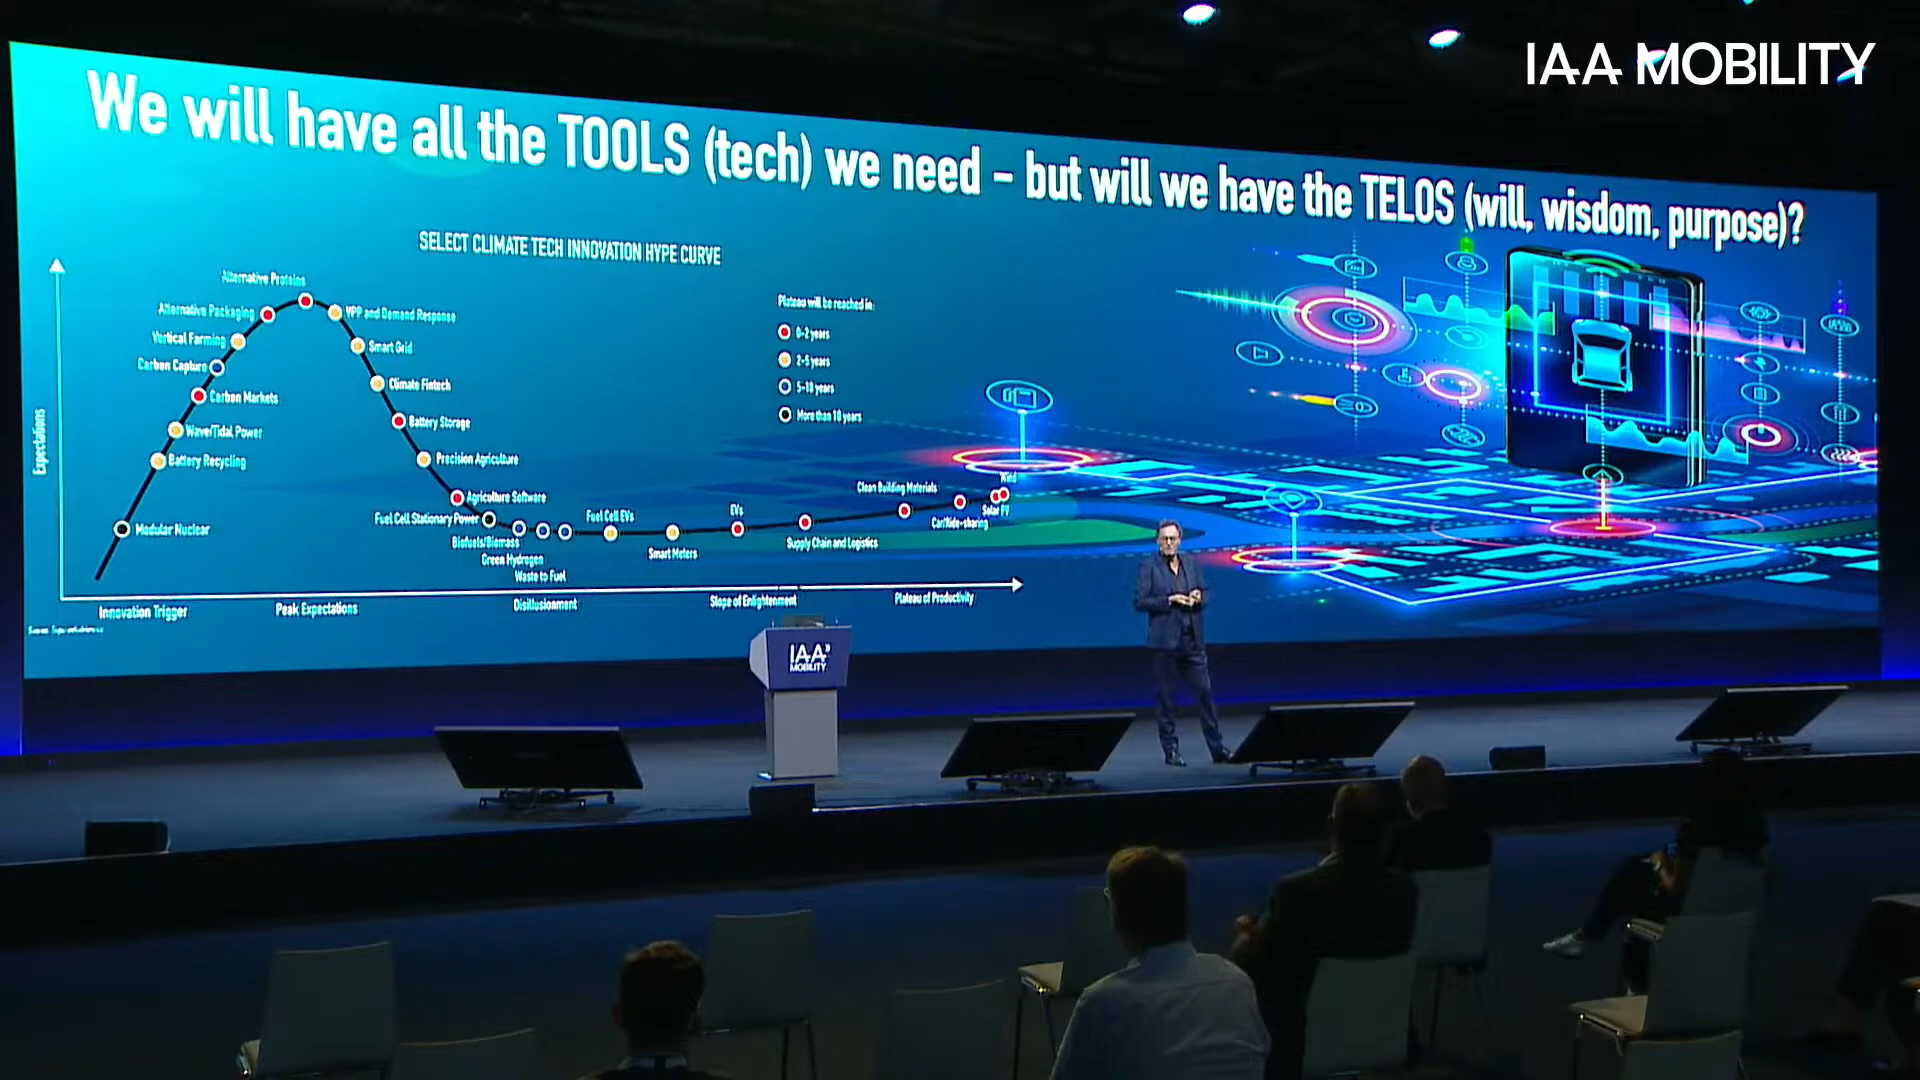 IAA MOBILITY
We will have all the TOOLS (tech) we need – but will we have the TELOS (will, wisdom, purpose)?
SELECT CLIMATE TECH INNOVATION HYPE CURVE
Expectations
Alternative Proteins
Alternative Packaging
VPP and Demand Response
Vertical Farming
Smart Grid
Carbon Capture
Climate Fintech
Carbon Markets
Battery Storage
Wave/Tidal Power
Precision Agriculture
Battery Recycling
Agriculture Software
Modular Nuclear
Fuel Cell Stationary Power
Biofuels/Biomass
Green Hydrogen
Waste to Fuel
Fuel Cell EVs
Smart Meters
EVs
Supply Chain and Logistics
Clean Building Materials
Car/Ride-sharing
Solar PV
Wind
Plateau will be reached in:
0-2 years
2-5 years
5-10 years
More than 10 years
Innovation Trigger
Peak Expectations
Disillusionment
Slope of Enlightenment
Plateau of Productivity
IAA
MOBILITY